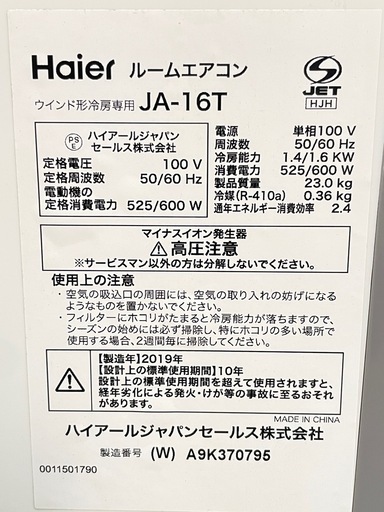 Haier ルームエアコン
ウインド形冷房専用 JA-16T
S
JET
HJH
PS
E
ハイアールジャパン
セールス株式会社
定格電圧 100 V
定格周波数 50/60 Hz
電動機の
定格消費電力 525/600 W
電源 単相100 V
周波数 50/60 Hz
冷房能力 1.4/1.6 KW
消費電力 525/600 W
製品質量 23.0 kg
冷媒(R-410a) 0.36 kg
通年エネルギー消費効率 2.4
マイナスイオン発生器
高圧注意
※サービスマン以外の方は分解しないでください。
使用上の注意
・空気の吸込口の周囲には、空気の取り入れの妨げになる
ようなものを置かないでください。
・フィルターにホコリがたまると冷房能力が落ちますので、
シーズンの始めには必ず掃除し、特にホコリの多い場所で
使用する場合、2週間毎に掃除してください。
【製造年】2019年
【設計上の標準使用期間】10年
設計上の標準使用期間を超えて使用されますと、
経年劣化による発火・けが等の事故に至るおそれ
があります。
MADE IN CHINA
ハイアールジャパンセールス株式会社
製造番号 (W) A9K370795
0011501790